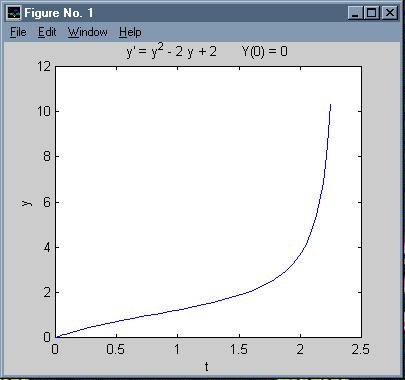 Figure No. 1
File Edit Window Help
y' = y² - 2 y + 2 Y(0) = 0
12
10
8
6
4
2
0
y
0 0.5 1 1.5 2 2.5
t